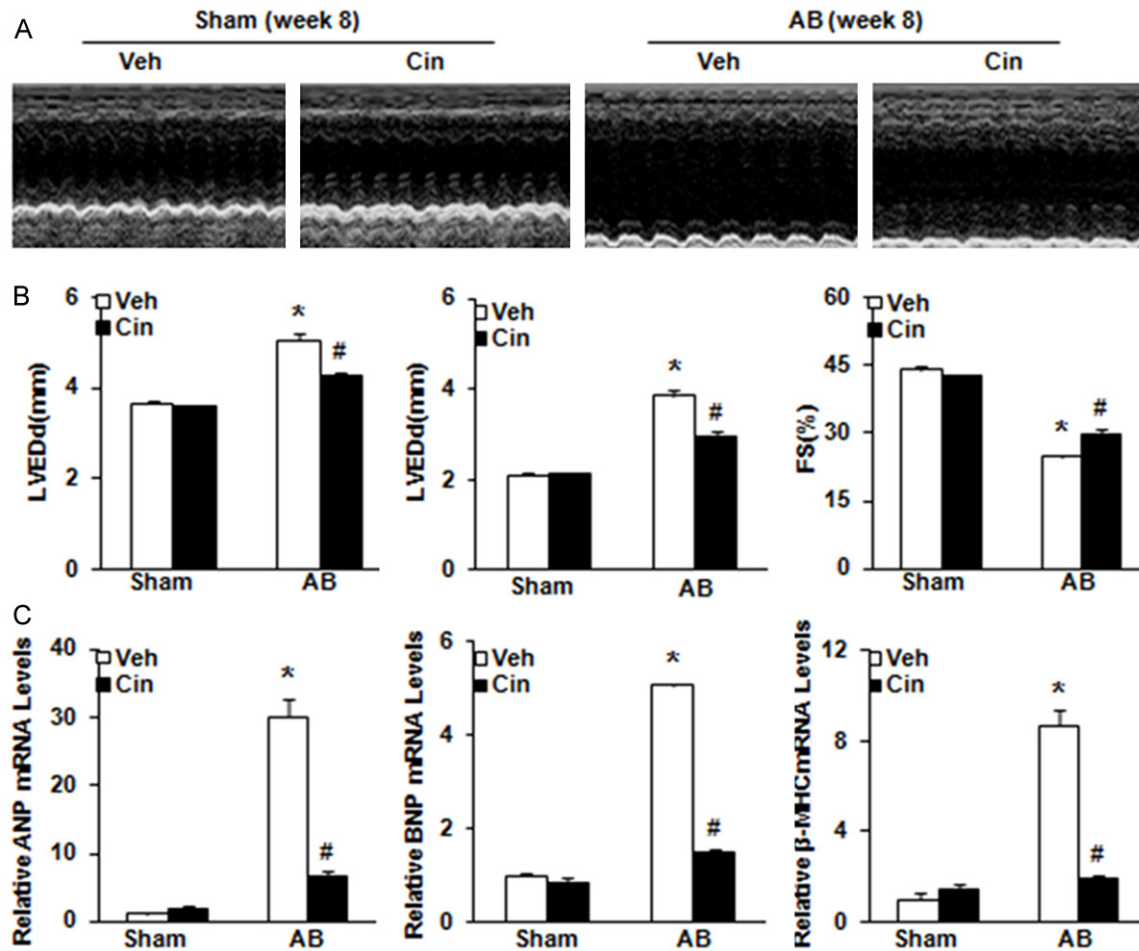 A
Sham (week 8)
AB (week 8)
Veh
Cin
Veh
Cin
B
LVEDd(mm)
6
4
2
0
Veh
Cin
*
#
Sham
AB
LVEDd(mm)
6
4
2
0
Veh
Cin
*
#
Sham
AB
FS(%)
60
45
30
15
0
Veh
Cin
*
#
Sham
AB
C
Relative ANP mRNA Levels
40
30
20
10
0
Veh
Cin
*
#
Sham
AB
Relative BNP mRNA Levels
6
4
2
0
Veh
Cin
*
#
Sham
AB
Relative β-MHCmRNA Levels
12
8
4
0
Veh
Cin
*
#
Sham
AB